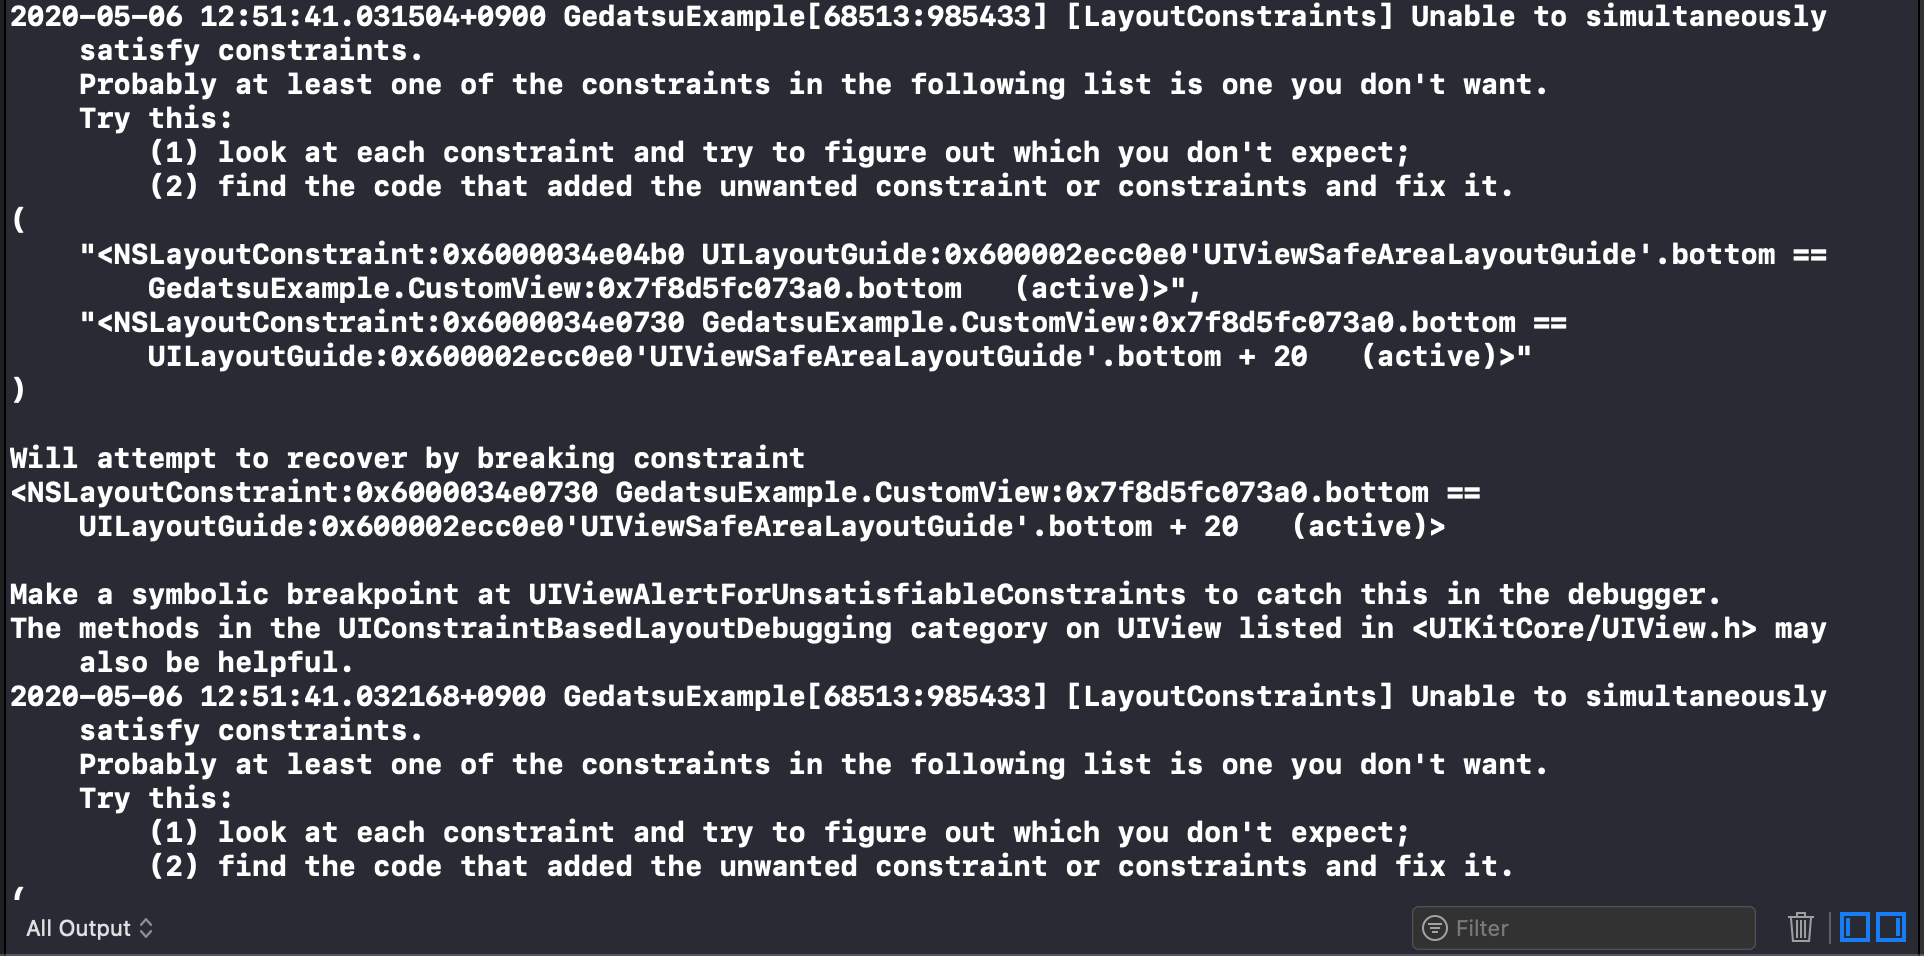 2020-05-06 12:51:41.031504+0900 GedatsuExample[68513:985433] [LayoutConstraints] Unable to simultaneously
satisfy constraints.
Probably at least one of the constraints in the following list is one you don't want.
Try this:
(1) look at each constraint and try to figure out which you don't expect;
(2) find the code that added the unwanted constraint or constraints and fix it.
(
"<NSLayoutConstraint:0x6000034e04b0 UILayoutGuide:0x600002ecc0e0'UIViewSafeAreaLayoutGuide'.bottom ==
GedatsuExample.CustomView:0x7f8d5fc073a0.bottom   (active)>",
"<NSLayoutConstraint:0x6000034e0730 GedatsuExample.CustomView:0x7f8d5fc073a0.bottom ==
UILayoutGuide:0x600002ecc0e0'UIViewSafeAreaLayoutGuide'.bottom + 20   (active)>"
)
Will attempt to recover by breaking constraint
<NSLayoutConstraint:0x6000034e0730 GedatsuExample.CustomView:0x7f8d5fc073a0.bottom ==
UILayoutGuide:0x600002ecc0e0'UIViewSafeAreaLayoutGuide'.bottom + 20   (active)>
Make a symbolic breakpoint at UIViewAlertForUnsatisfiableConstraints to catch this in the debugger.
The methods in the UIConstraintBasedLayoutDebugging category on UIView listed in <UIKitCore/UIView.h> may
also be helpful.
2020-05-06 12:51:41.032168+0900 GedatsuExample[68513:985433] [LayoutConstraints] Unable to simultaneously
satisfy constraints.
Probably at least one of the constraints in the following list is one you don't want.
Try this:
(1) look at each constraint and try to figure out which you don't expect;
(2) find the code that added the unwanted constraint or constraints and fix it.
(
All Output
Filter